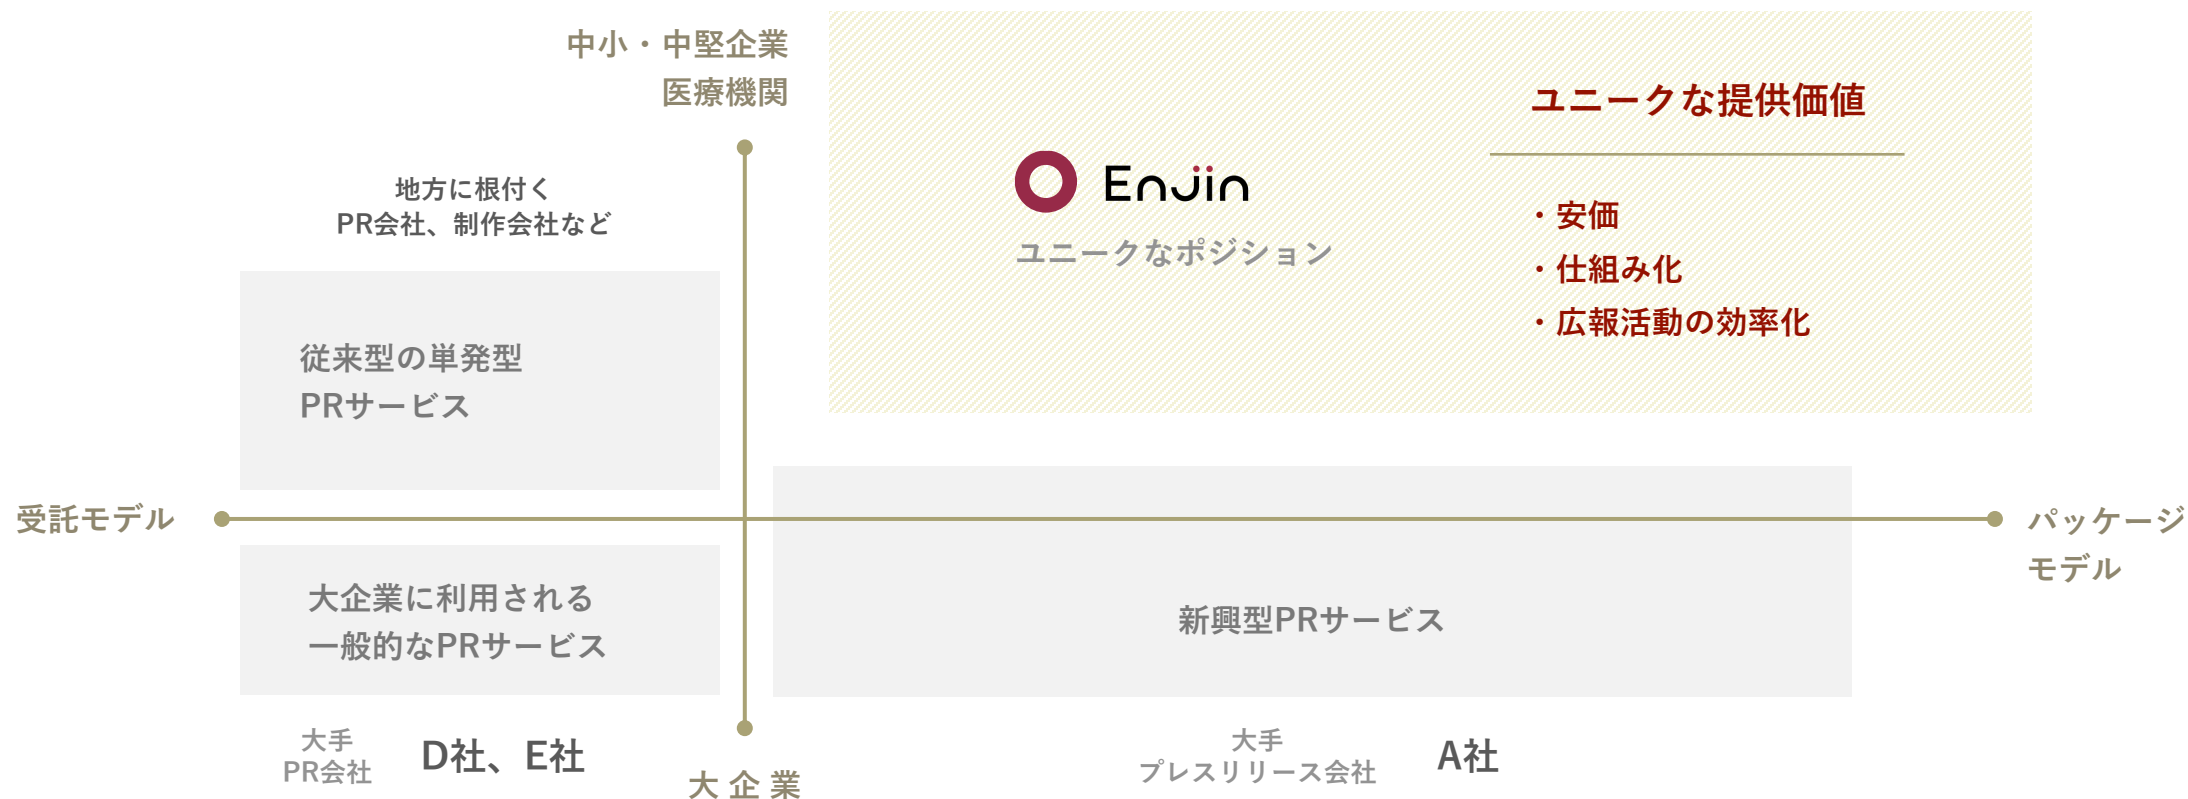 中小・中堅企業
医療機関
ユニークな提供価値
Enjin
ユニークなポジション
・安価
・仕組み化
・広報活動の効率化
地方に根付く
PR会社、制作会社など
従来型の単発型
PRサービス
受託モデル
パッケージ
モデル
大企業に利用される
一般的なPRサービス
新興型PRサービス
大手
PR会社
D社、E社
大企業
大手
プレスリリース会社
A社